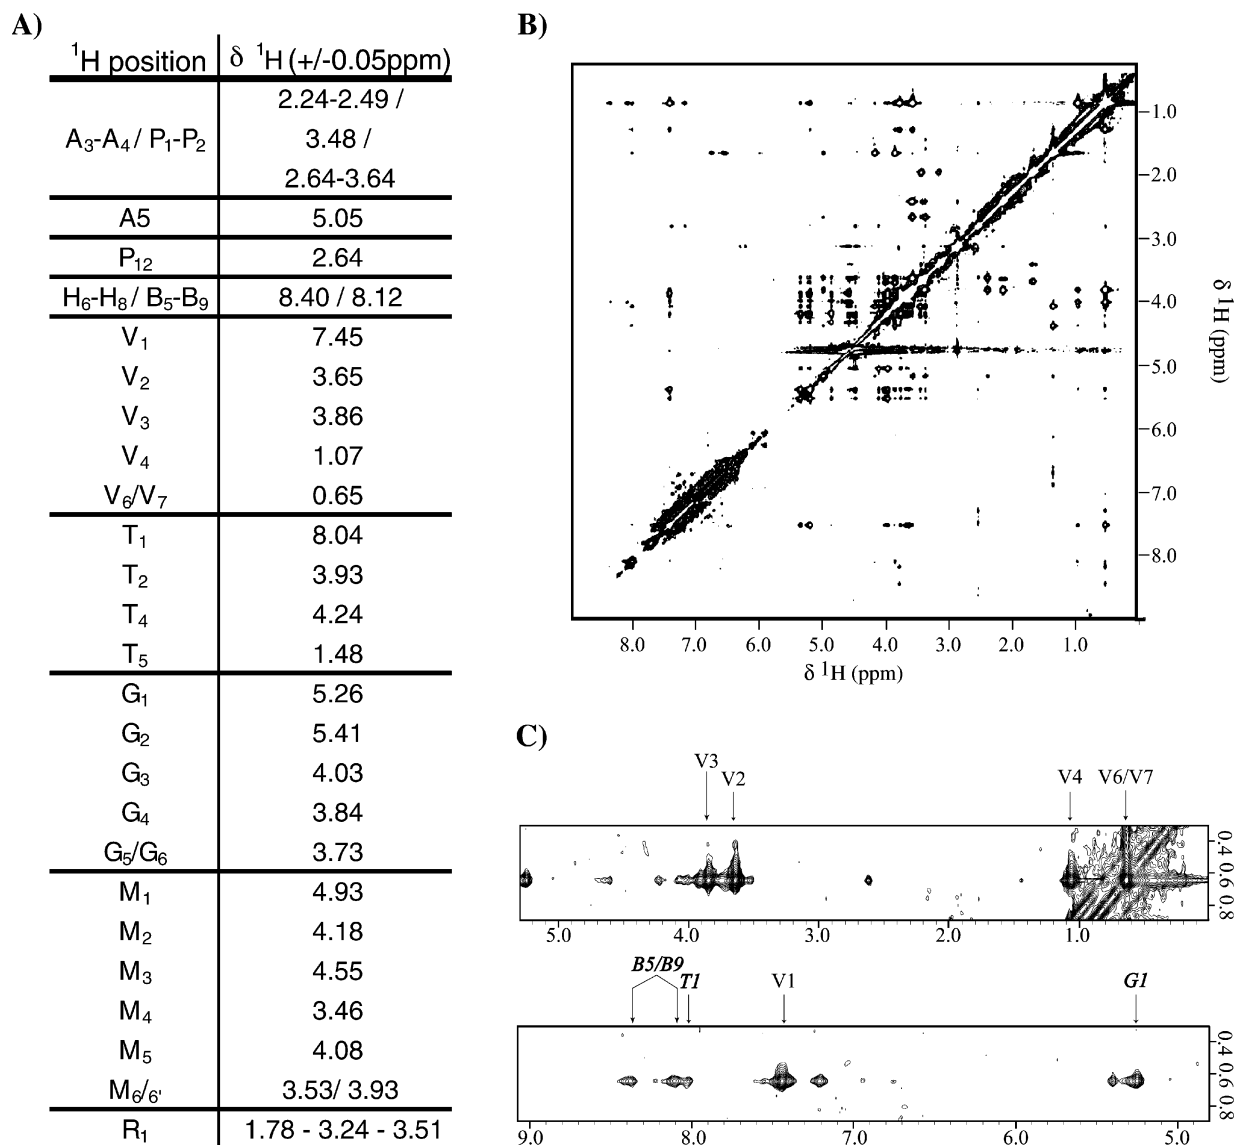 A)
¹H position δ ¹H (+/-0.05ppm)
2.24-2.49 /
A₃-A₄ / P₁-P₂ 3.48 /
2.64-3.64
A5 5.05
P₁₂ 2.64
H₆-H₈ / B₅-B₉ 8.40 / 8.12
V₁ 7.45
V₂ 3.65
V₃ 3.86
V₄ 1.07
V₆/V₇ 0.65
T₁ 8.04
T₂ 3.93
T₄ 4.24
T₅ 1.48
G₁ 5.26
G₂ 5.41
G₃ 4.03
G₄ 3.84
G₅/G₆ 3.73
M₁ 4.93
M₂ 4.18
M₃ 4.55
M₄ 3.46
M₅ 4.08
M₆/₆' 3.53/ 3.93
R₁ 1.78 - 3.24 - 3.51
B)
1.0
2.0
3.0
4.0
5.0
6.0
7.0
8.0
δ ¹H (ppm)
8.0 7.0 6.0 5.0 4.0 3.0 2.0 1.0
δ ¹H (ppm)
C)
V3 V2 V4 V6/V7
0.4
0.6
0.8
5.0 4.0 3.0 2.0 1.0
B5/B9 T1 V1 G1
0.4
0.6
0.8
9.0 8.0 7.0 6.0 5.0